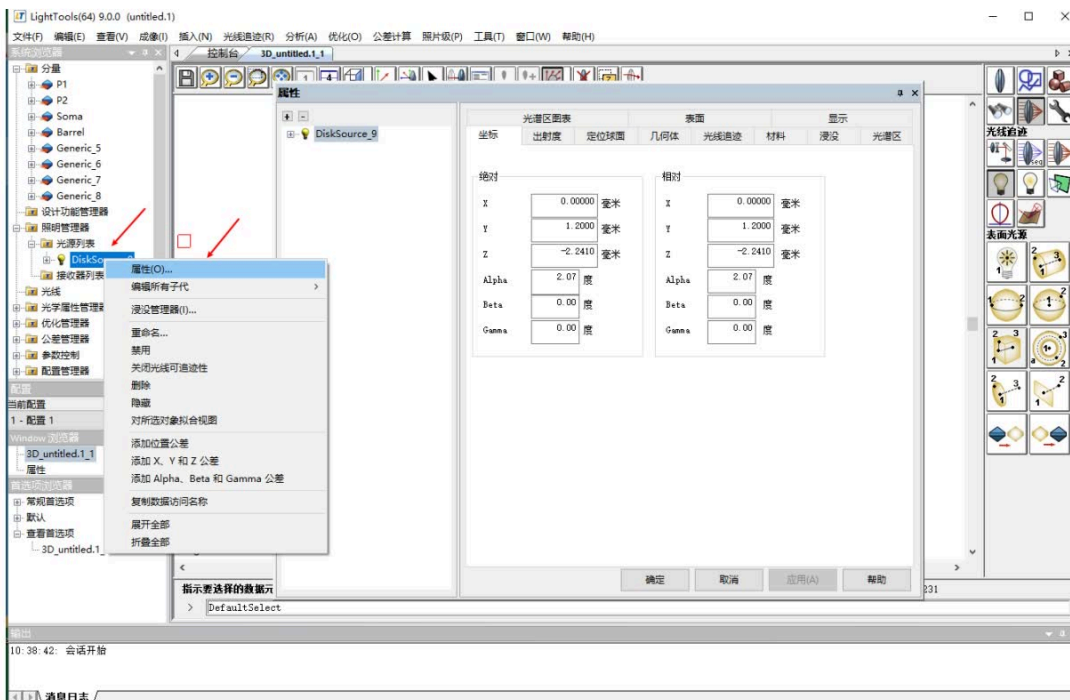 LightTools(64) 9.0.0 (untitled.1)
文件(F) 编辑(E) 查看(V) 成像(I) 插入(N) 光线追迹(R) 分析(A) 优化(O) 公差计算 照片级(P) 工具(T) 窗口(W) 帮助(H)
系统浏览器
控制台 3D_untitled.1_1
分量
P1
P2
Soma
Barrel
Generic_5
Generic_6
Generic_7
Generic_8
设计功能管理器
照明管理器
光源列表
DiskSo
接收器列表
光线
光学属性管理器
优化管理器
公差管理器
参数控制
配置管理器
配置
当前配置
1 - 配置 1
Window 浏览器
3D_untitled.1_1
属性
首选项浏览器
常规首选项
默认
查看首选项
3D_untitled.1_
属性(O)...
编辑所有子代
浸没管理器(I)...
重命名...
禁用
关闭光线可追迹性
删除
隐蔽
对所选对象拟合视图
添加位置公差
添加 X、Y 和 Z 公差
添加 Alpha、Beta 和 Gamma 公差
复制数据访问名称
展开全部
折叠全部
属性
DiskSource_9
光谱区图表 表面 显示
坐标 出射度 定位球面 几何体 光线追迹 材料 浸没 光谱区
绝对 相对
X 0.00000 毫米 X 0.00000 毫米
Y 1.2000 毫米 Y 1.2000 毫米
Z -2.2410 毫米 Z -2.2410 毫米
Alpha 2.07 度 Alpha 2.07 度
Beta 0.00 度 Beta 0.00 度
Gamma 0.00 度 Gamma 0.00 度
确定 取消 应用(A) 帮助
光线追迹
表面光源
指示要选择的数据元
231
> DefaultSelect
输出
10:38:42: 会话开始
消息日志